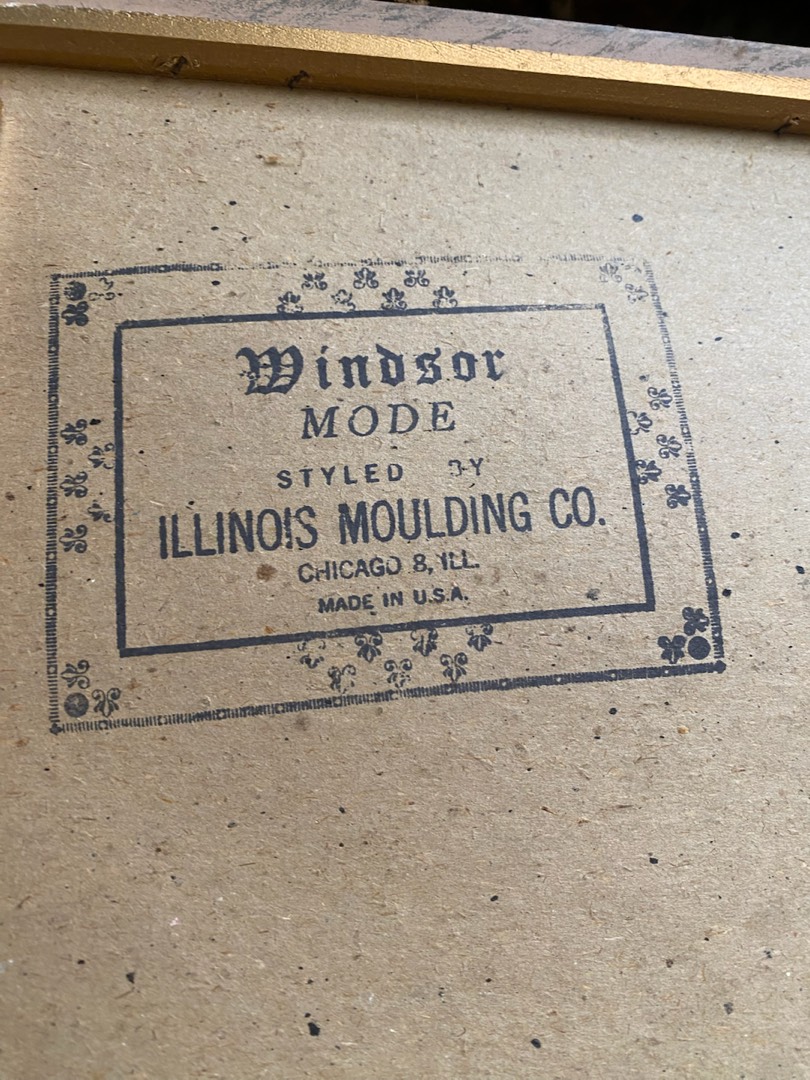 Windsor
MODE
STYLED BY
ILLINOIS MOULDING CO.
CHICAGO 8, ILL.
MADE IN U.S.A.